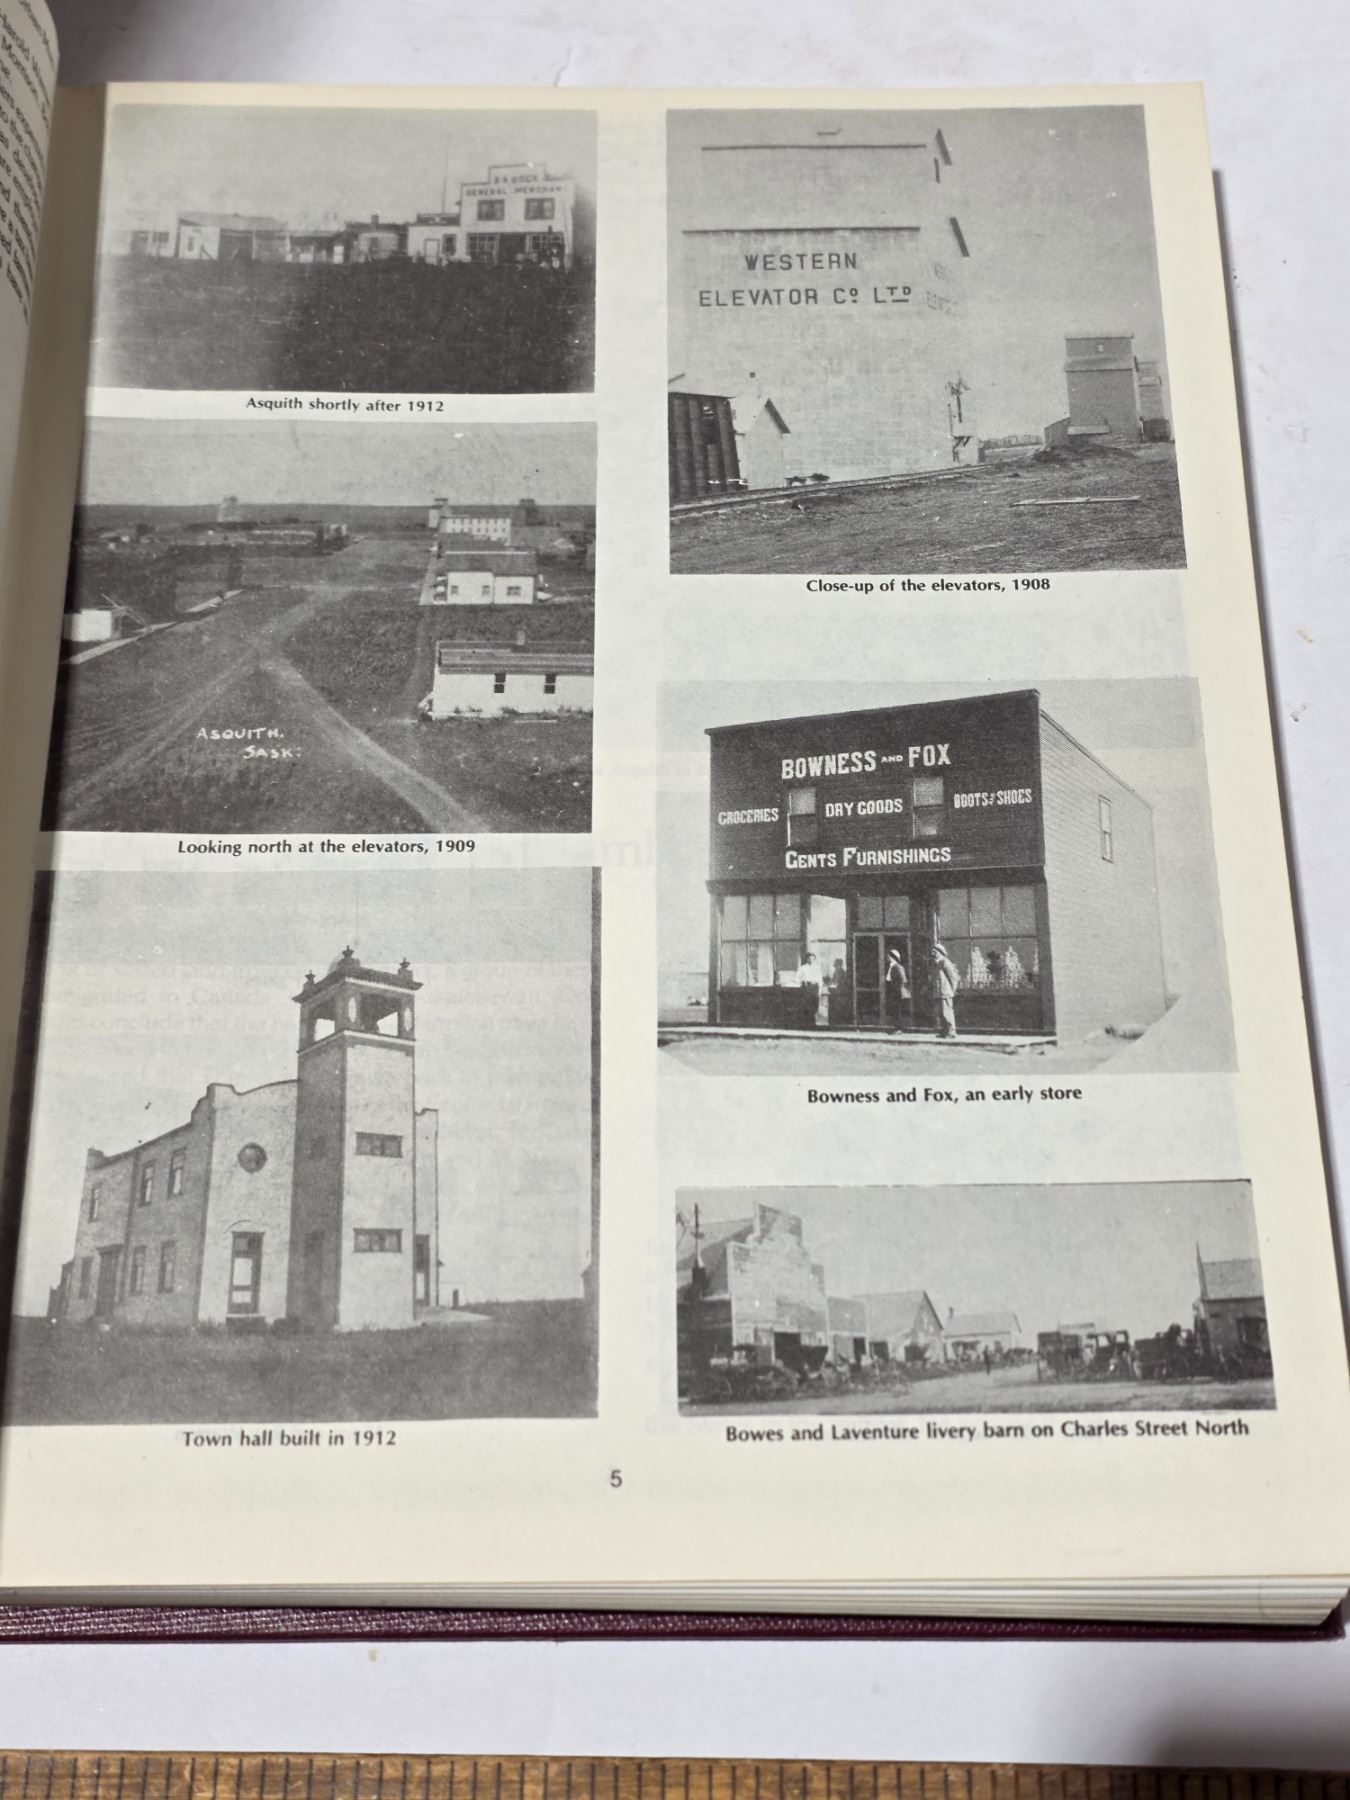 GENERAL MERCHANT
Asquith shortly after 1912
ASQUITH.
SASK:
Looking north at the elevators, 1909
Town hall built in 1912
WESTERN
ELEVATOR Cº LTD
Close-up of the elevators, 1908
BOWNESS AND FOX
GROCERIES DRY GOODS BOOTS & SHOES
GENTS FURNISHINGS
Bowness and Fox, an early store
Bowes and Laventure livery barn on Charles Street North
5